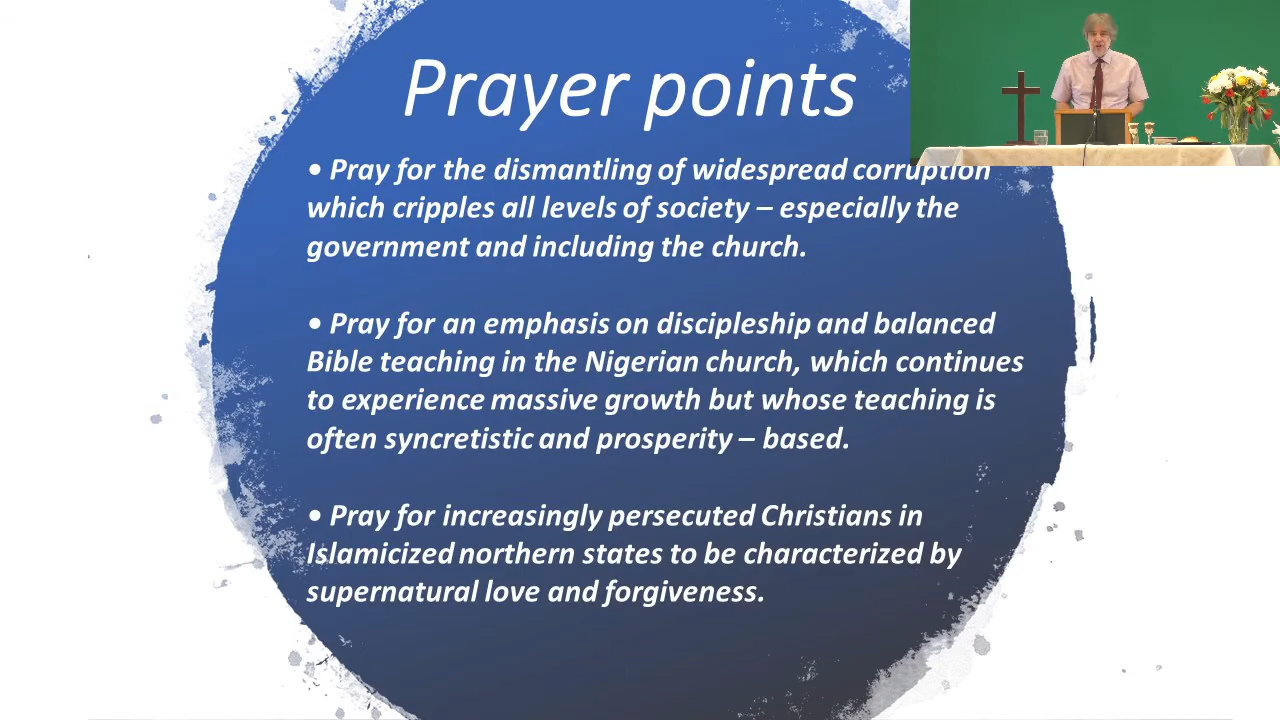 Prayer points
• Pray for the dismantling of widespread corruption
which cripples all levels of society – especially the
government and including the church.
• Pray for an emphasis on discipleship and balanced
Bible teaching in the Nigerian church, which continues
to experience massive growth but whose teaching is
often syncretistic and prosperity – based.
• Pray for increasingly persecuted Christians in
Islamicized northern states to be characterized by
supernatural love and forgiveness.